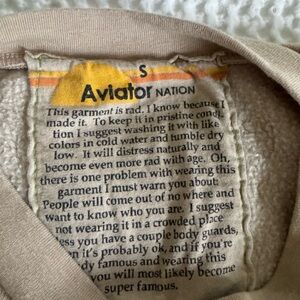 S
Aviator NATION
This garment is rad. I know because I
made it. To keep it in pristine condi-
tion I suggest washing it with like
colors in cold water and tumble dry
low. It will distress naturally and
become even more rad with age. Oh,
there is one problem with wearing this
garment I must warn you about:
People will come out of no where and
want to know who you are. I suggest
not wearing it in a crowded place
less you have a couple body guards,
n it's probably ok, and if you're
dy famous and wearing this
you will most likely become
super famous.